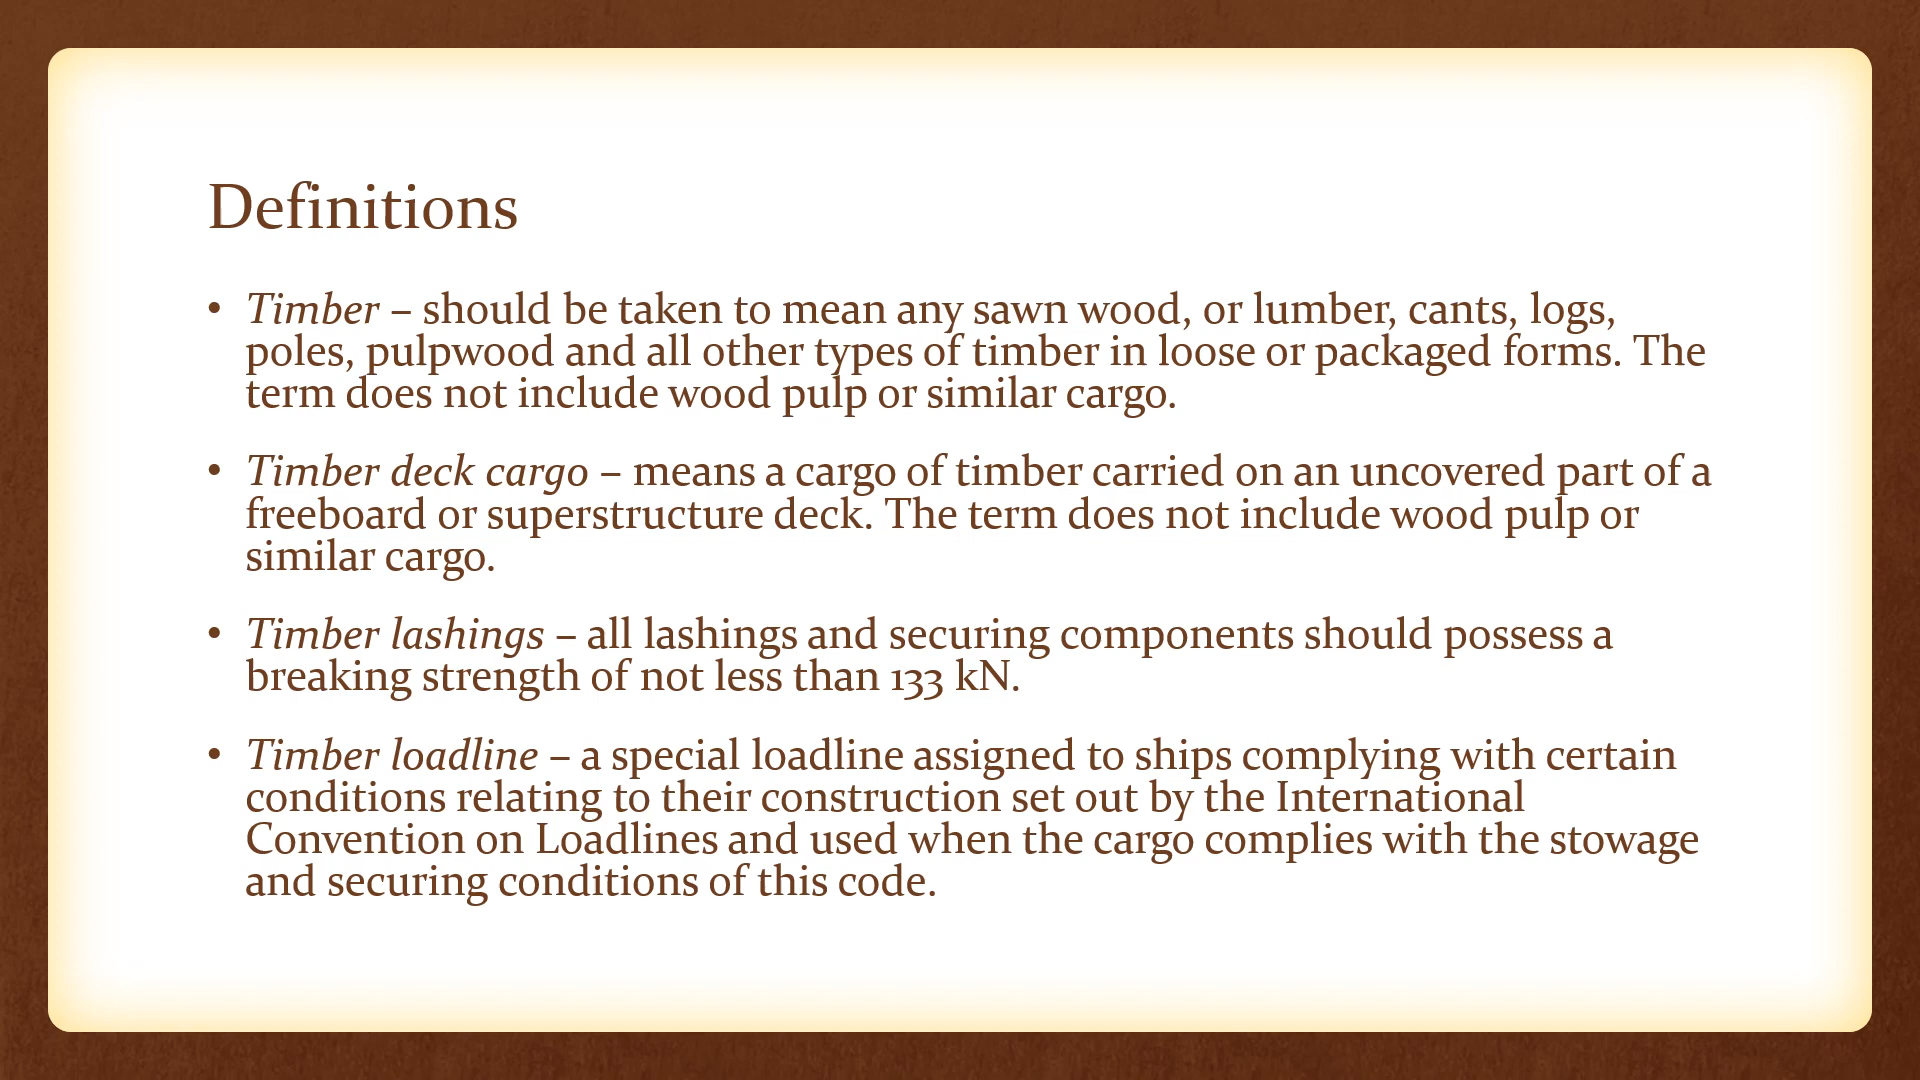 Definitions
• Timber – should be taken to mean any sawn wood, or lumber, cants, logs,
poles, pulpwood and all other types of timber in loose or packaged forms. The
term does not include wood pulp or similar cargo.
• Timber deck cargo – means a cargo of timber carried on an uncovered part of a
freeboard or superstructure deck. The term does not include wood pulp or
similar cargo.
• Timber lashings – all lashings and securing components should possess a
breaking strength of not less than 133 kN.
• Timber loadline – a special loadline assigned to ships complying with certain
conditions relating to their construction set out by the International
Convention on Loadlines and used when the cargo complies with the stowage
and securing conditions of this code.